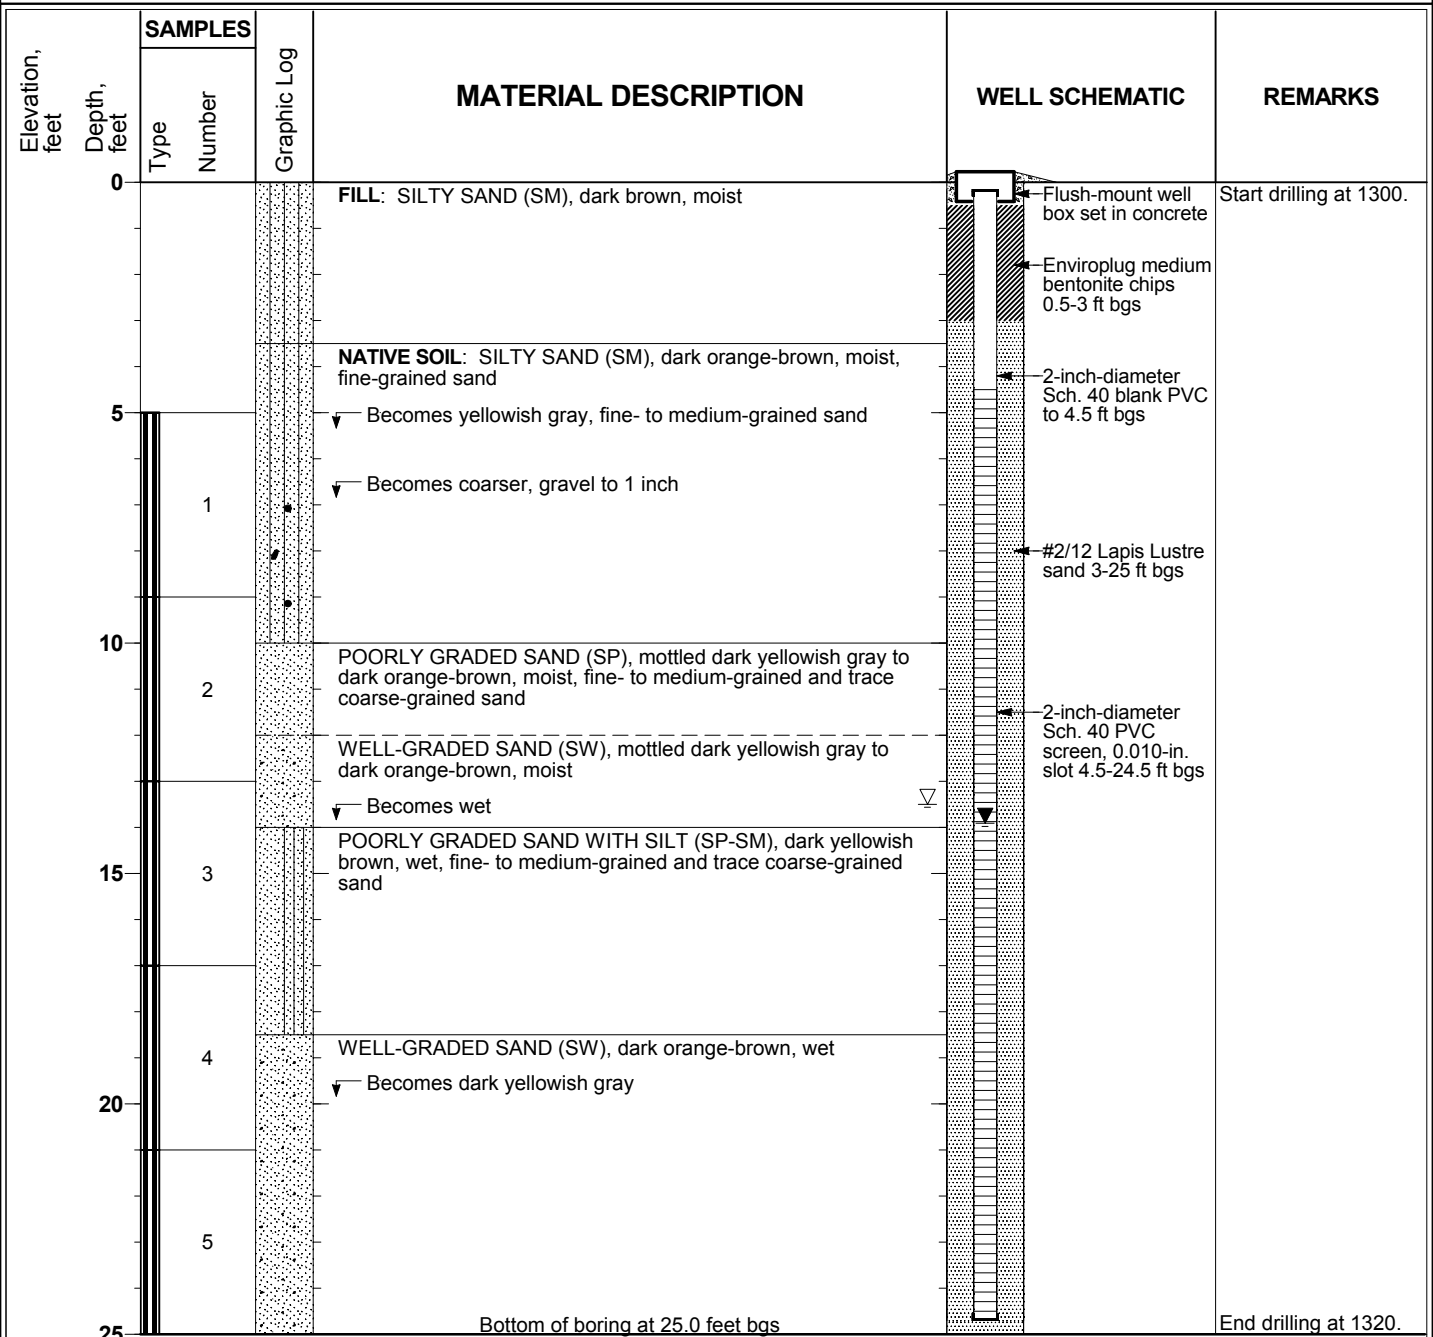 SAMPLES
Elevation,
feet
Depth,
feet
Type
Number
Graphic Log
MATERIAL DESCRIPTION
WELL SCHEMATIC
REMARKS
0
FILL: SILTY SAND (SM), dark brown, moist
Flush-mount well
box set in concrete
Start drilling at 1300.
Enviroplug medium
bentonite chips
0.5-3 ft bgs
NATIVE SOIL: SILTY SAND (SM), dark orange-brown, moist,
fine-grained sand
2-inch-diameter
Sch. 40 blank PVC
to 4.5 ft bgs
5
Becomes yellowish gray, fine- to medium-grained sand
Becomes coarser, gravel to 1 inch
1
#2/12 Lapis Lustre
sand 3-25 ft bgs
10
POORLY GRADED SAND (SP), mottled dark yellowish gray to
dark orange-brown, moist, fine- to medium-grained and trace
coarse-grained sand
2
2-inch-diameter
Sch. 40 PVC
screen, 0.010-in.
slot 4.5-24.5 ft bgs
WELL-GRADED SAND (SW), mottled dark yellowish gray to
dark orange-brown, moist
Becomes wet
POORLY GRADED SAND WITH SILT (SP-SM), dark yellowish
brown, wet, fine- to medium-grained and trace coarse-grained
sand
15
3
WELL-GRADED SAND (SW), dark orange-brown, wet
4
Becomes dark yellowish gray
20
5
Bottom of boring at 25.0 feet bgs
End drilling at 1320.
25